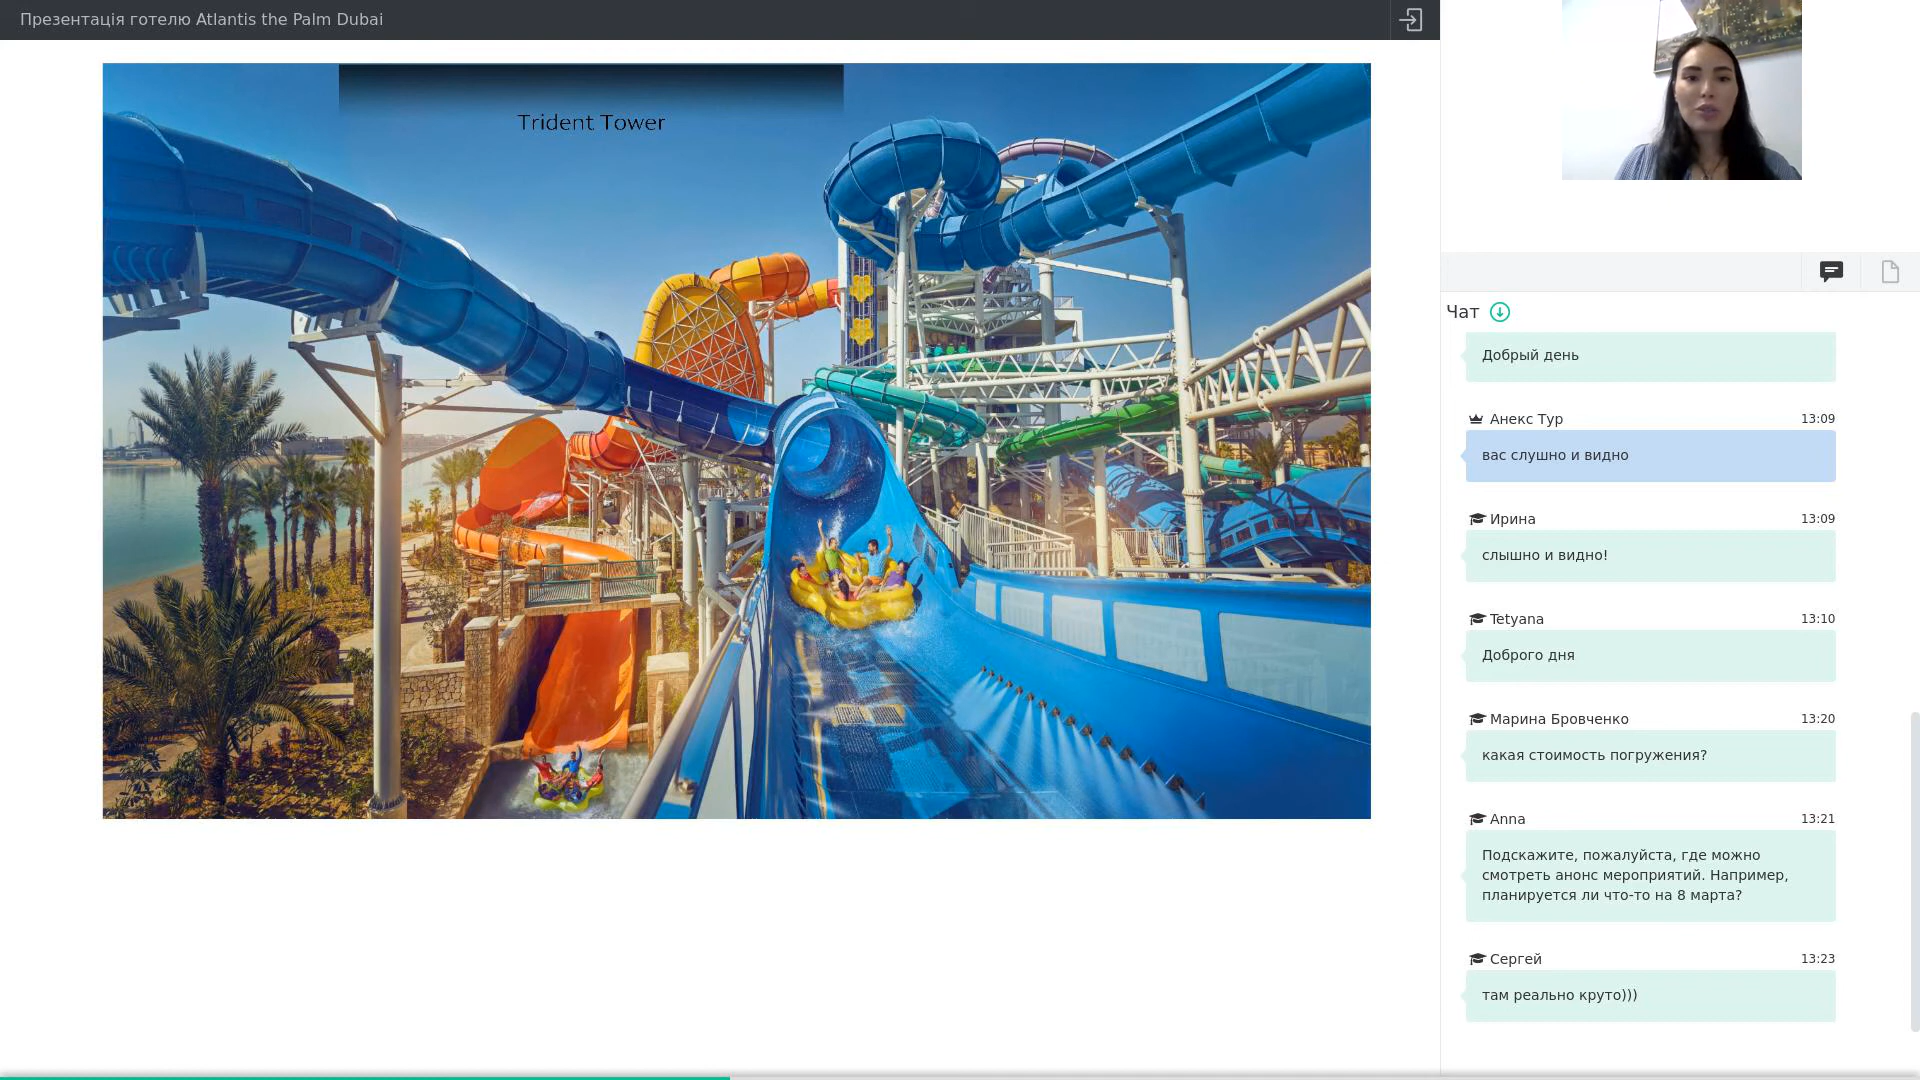 Презентація готелю Atlantis the Palm Dubai
Trident Tower
Чат
Добрый день
Анекс Тур 13:09
вас слушно и видно
Ирина 13:09
слышно и видно!
Tetyana 13:10
Доброго дня
Марина Бровченко 13:20
какая стоимость погружения?
Anna 13:21
Подскажите, пожалуйста, где можно
смотреть анонс мероприятий. Например,
планируется ли что-то на 8 марта?
Сергей 13:23
там реально круто)))